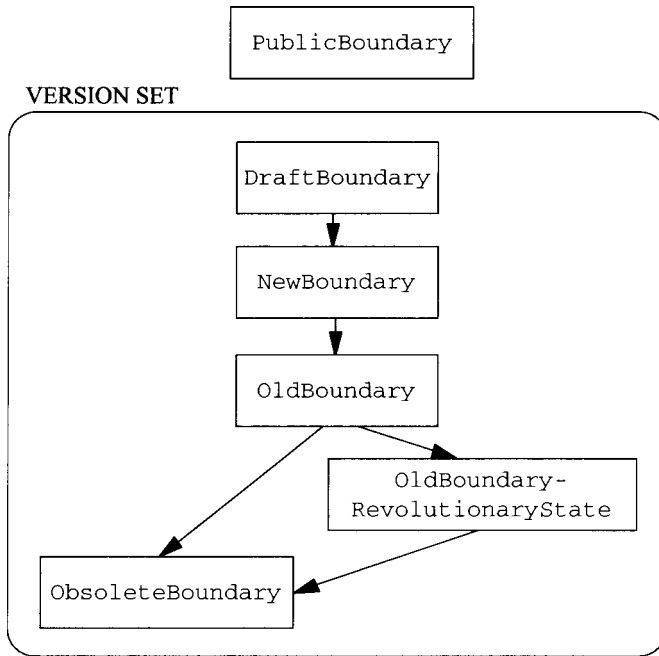 PublicBoundary
VERSION SET
DraftBoundary
NewBoundary
OldBoundary
OldBoundary-
RevolutionaryState
ObsoleteBoundary